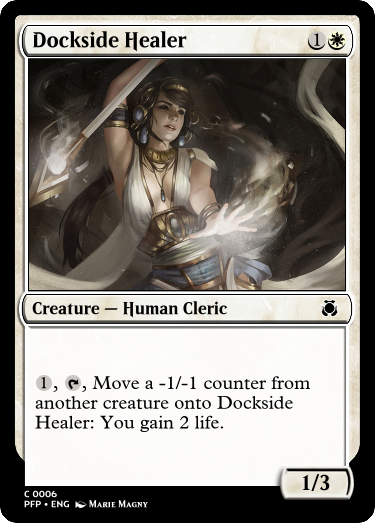 Dockside Healer 1
Creature — Human Cleric
1, , Move a -1/-1 counter from
another creature onto Dockside
Healer: You gain 2 life.
1/3
C 0006
PFP • ENG Marie Magny